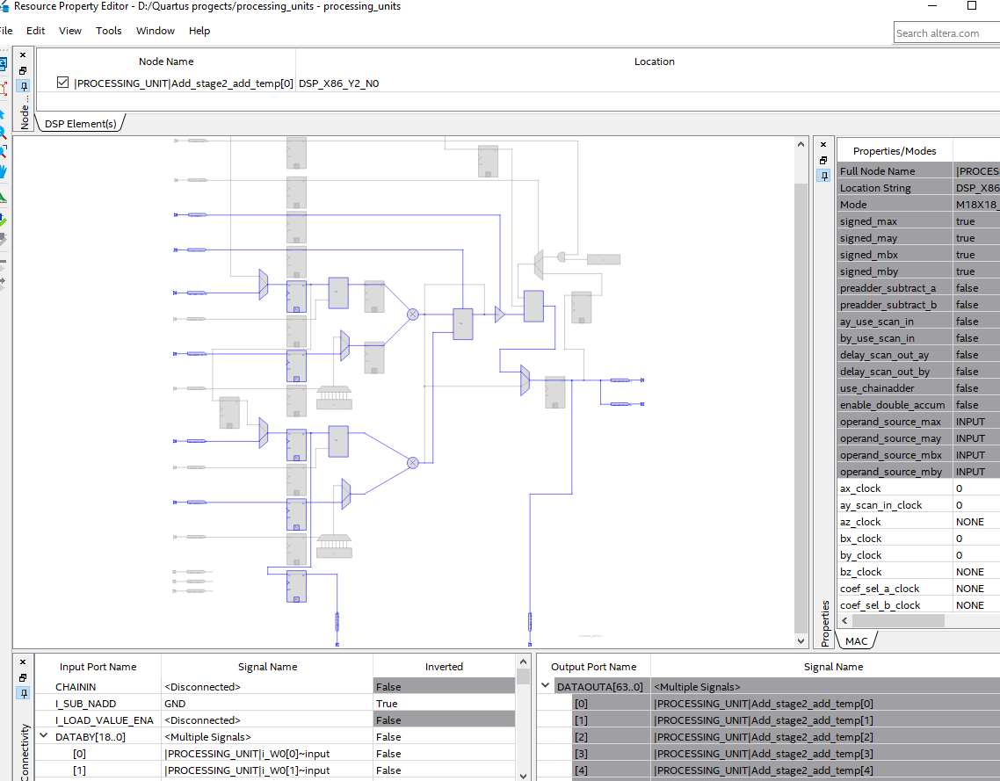 Resource Property Editor - D:/Quartus progects/processing_units - processing_units
ile Edit View Tools Window Help
Search altera.com
Node Name Location
|PROCESSING_UNIT|Add_stage2_add_temp[0] DSP_X86_Y2_N0
Node ...
DSP Element(s)
Properties/Modes
Full Node Name |PROCES
Location String DSP_X86
Mode M18X18_
signed_max true
signed_may true
signed_mbx true
signed_mby true
preadder_subtract_a false
preadder_subtract_b false
ay_use_scan_in false
by_use_scan_in false
delay_scan_out_ay false
delay_scan_out_by false
use_chainadder false
enable_double_accum false
operand_source_max INPUT
operand_source_may INPUT
operand_source_mbx INPUT
operand_source_mby INPUT
ax_clock 0
ay_scan_in_clock 0
az_clock NONE
bx_clock 0
by_clock 0
bz_clock NONE
coef_sel_a_clock NONE
coef_sel_b_clock NONE
Properties
MAC
Input Port Name Signal Name Inverted
CHAININ <Disconnected> False
I_SUB_NADD GND True
I_LOAD_VALUE_ENA <Disconnected> False
DATABY[18..0] <Multiple Signals> False
[0] |PROCESSING_UNIT|i_W0[0]~input False
[1] |PROCESSING_UNIT|i_W0[1]~input False
Connectivity
Output Port Name Signal Name
DATAOUTA[63..0] <Multiple Signals>
[0] |PROCESSING_UNIT|Add_stage2_add_temp[0]
[1] |PROCESSING_UNIT|Add_stage2_add_temp[1]
[2] |PROCESSING_UNIT|Add_stage2_add_temp[2]
[3] |PROCESSING_UNIT|Add_stage2_add_temp[3]
[4] |PROCESSING_UNIT|Add_stage2_add_temp[4]